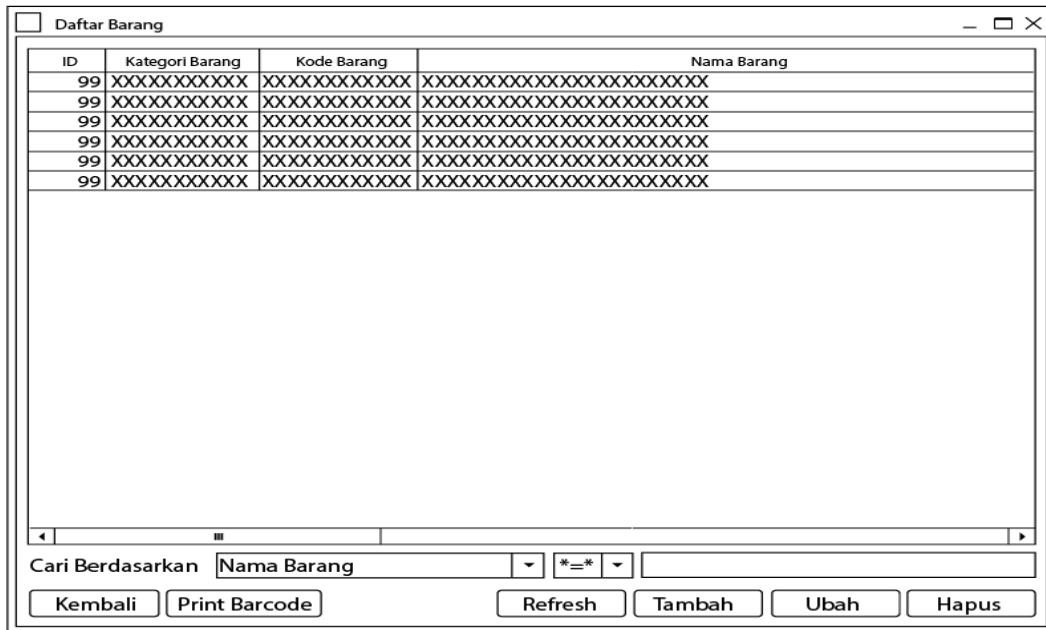 Daftar Barang
ID Kategori Barang Kode Barang Nama Barang
99 XXXXXXXXXXX XXXXXXXXXXXX XXXXXXXXXXXXXXXXXXXXXXX
99 XXXXXXXXXXX XXXXXXXXXXXX XXXXXXXXXXXXXXXXXXXXXXX
99 XXXXXXXXXXX XXXXXXXXXXXX XXXXXXXXXXXXXXXXXXXXXXX
99 XXXXXXXXXXX XXXXXXXXXXXX XXXXXXXXXXXXXXXXXXXXXXX
99 XXXXXXXXXXX XXXXXXXXXXXX XXXXXXXXXXXXXXXXXXXXXXX
99 XXXXXXXXXXX XXXXXXXXXXXX XXXXXXXXXXXXXXXXXXXXXXX
Cari Berdasarkan Nama Barang *=*
Kembali Print Barcode Refresh Tambah Ubah Hapus